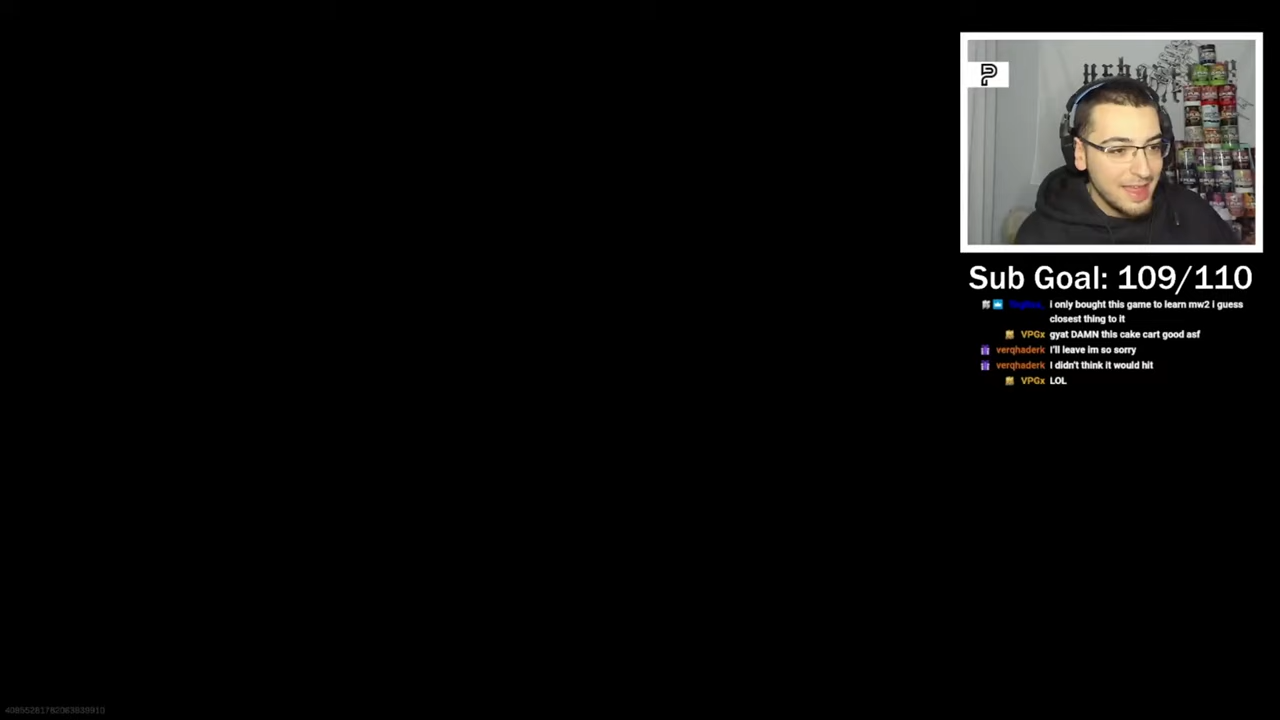 Sub Goal: 109/110
i only bought this game to learn mw2 i guess
closest thing to it
VPGx gyat DAMN this cake cart good asf
verqhaderk I'll leave im so sorry
verqhaderk I didn't think it would hit
VPGx LOL